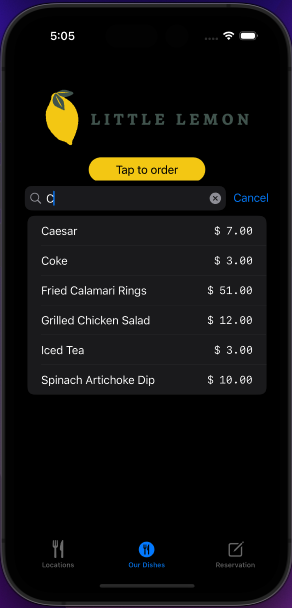 5:05
LITTLE LEMON
Tap to order
C
Cancel
Caesar $ 7.00
Coke $ 3.00
Fried Calamari Rings $ 51.00
Grilled Chicken Salad $ 12.00
Iced Tea $ 3.00
Spinach Artichoke Dip $ 10.00
Locations Our Dishes Reservation